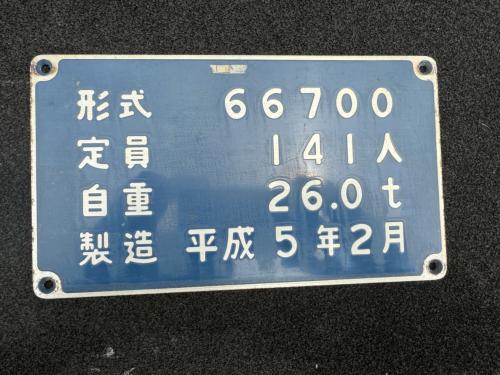 形式 66700
定員 141人
自重 26.0t
製造 平成5年2月